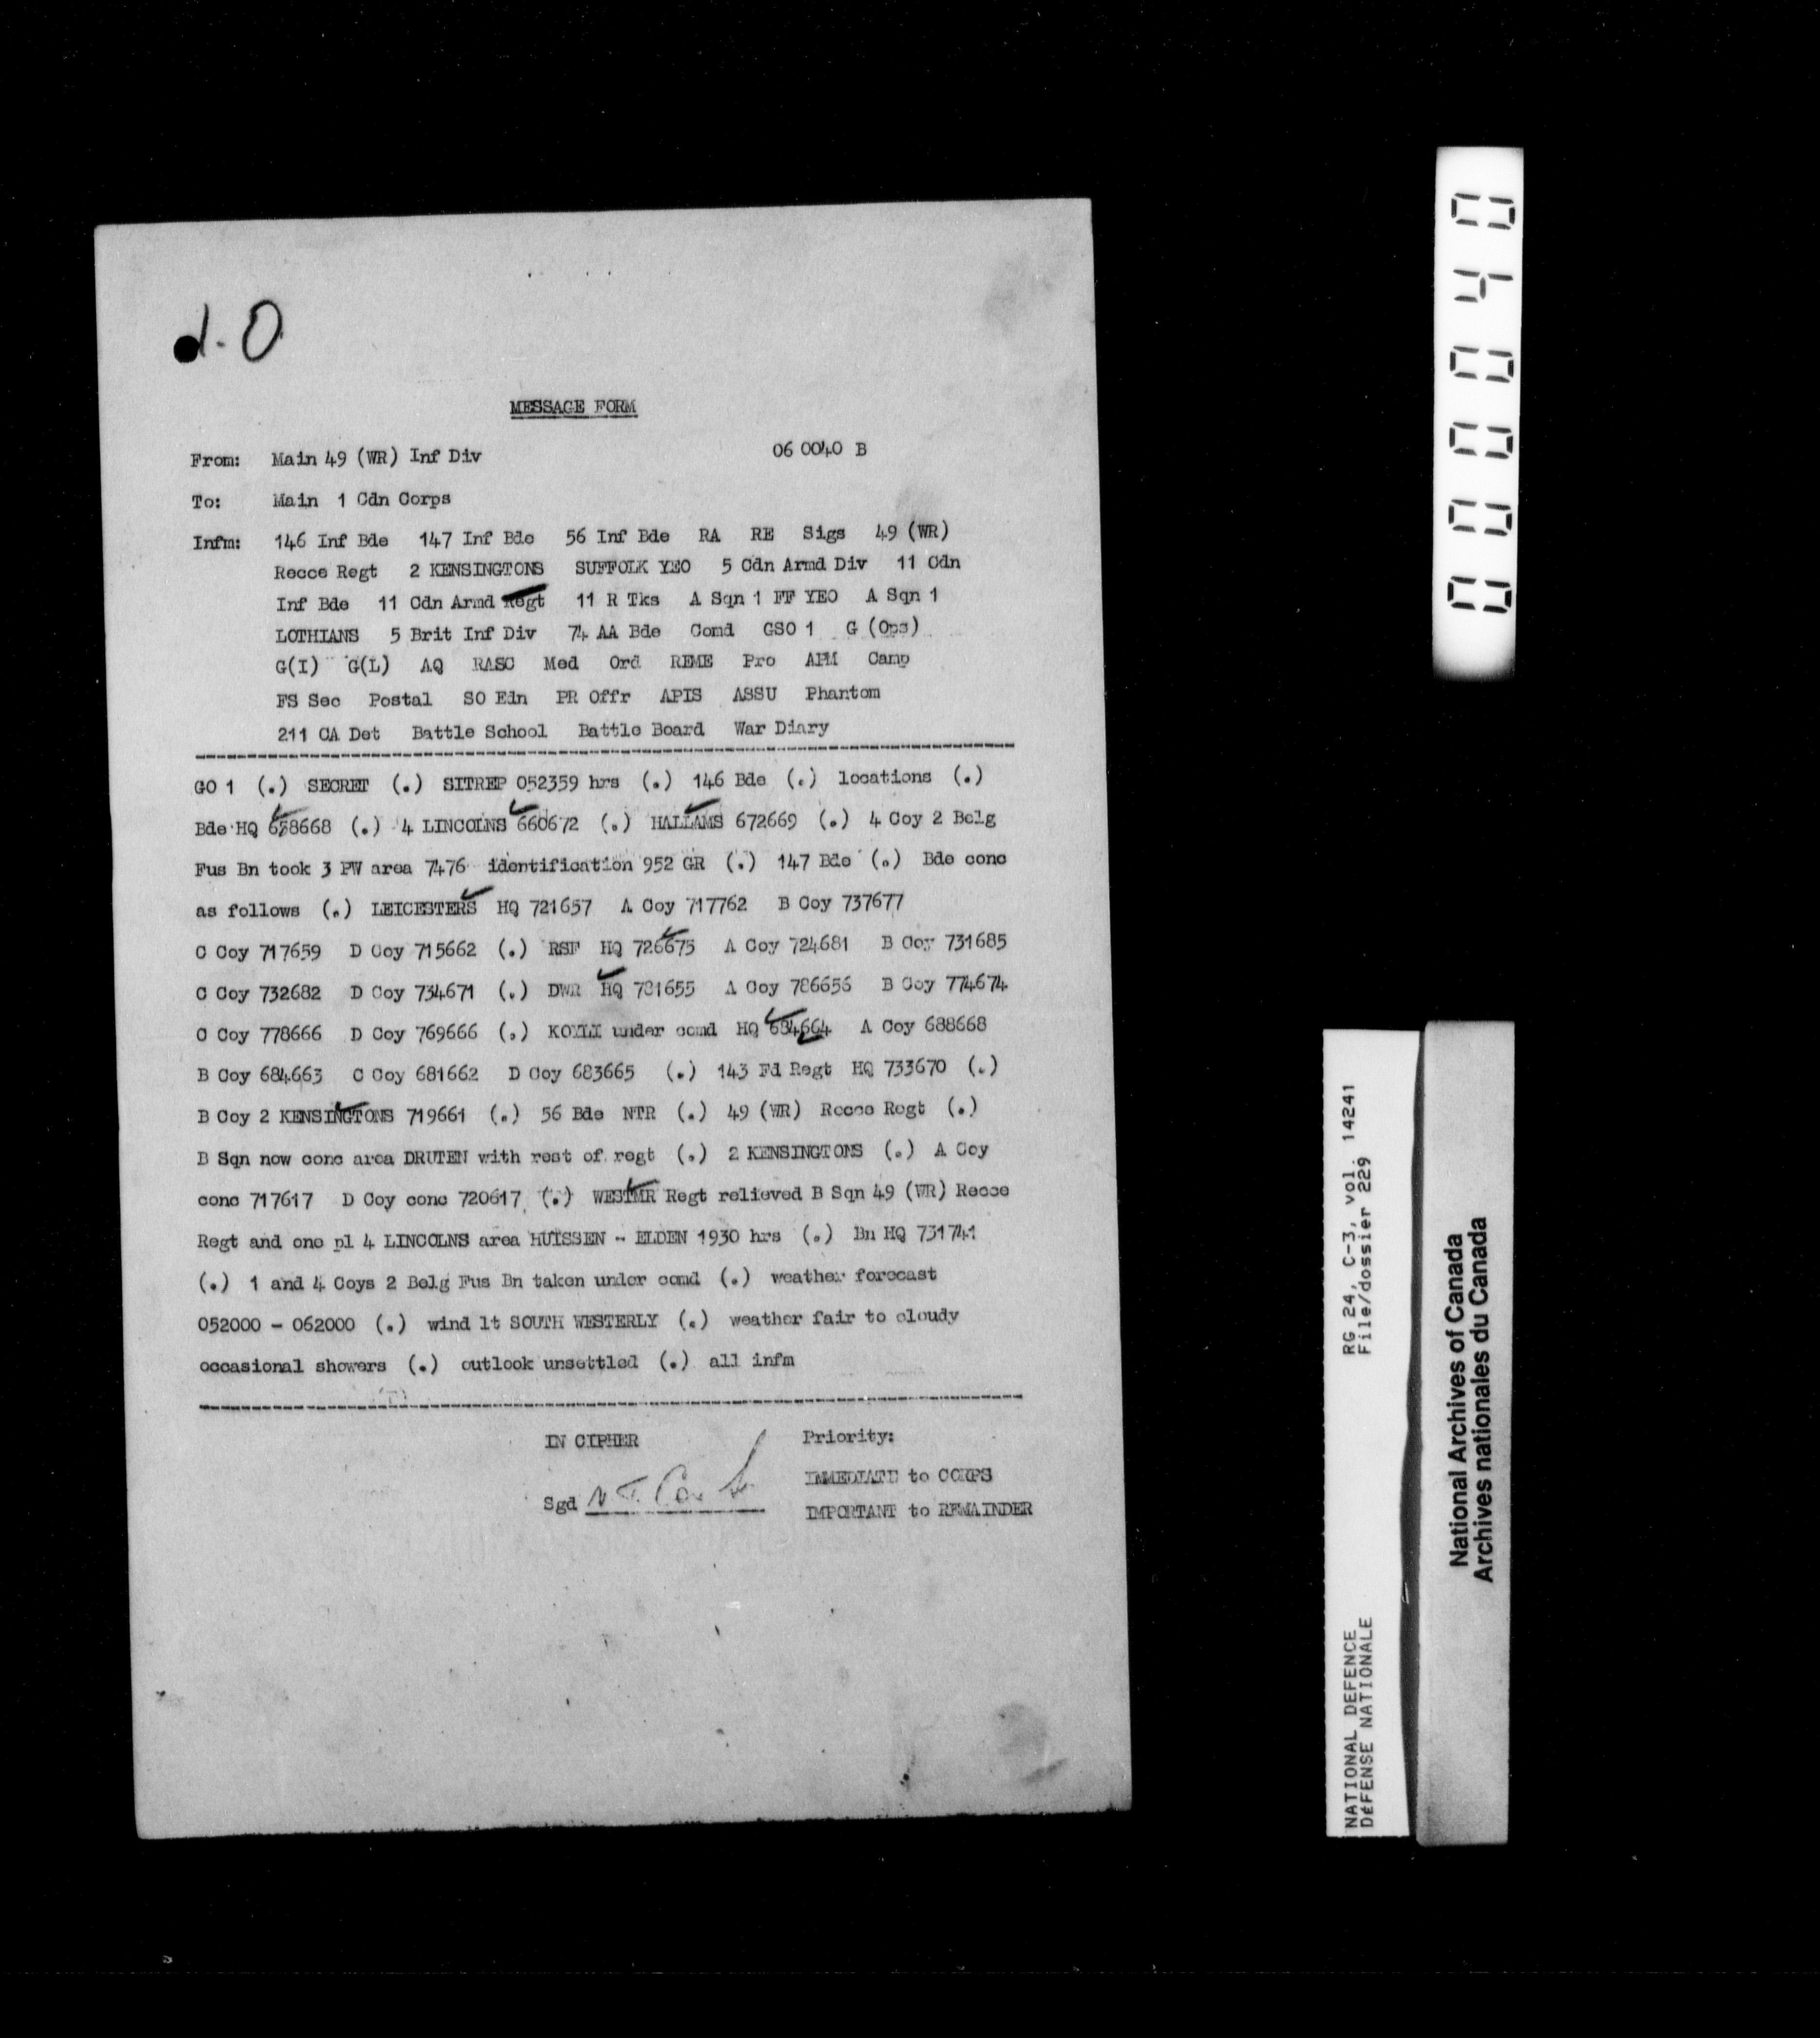 d.O
MESSAGE FORM
From: Main 49 (WR) Inf Div 06 0040 B
To: Main 1 Cdn Corps
Infm: 146 Inf Bde 147 Inf Bde 56 Inf Bde RA RE Sigs 49 (WR)
Recce Regt 2 KENSINGTONS SUFFOLK YEO 5 Cdn Armd Div 11 Cdn
Inf Bde 11 Cdn Armd Regt 11 R Tks A Sqn 1 FF YEO A Sqn 1
LOTHIANS 5 Brit Inf Div 74 AA Bde Comd GSO 1 G (Ops)
G(I) G(L) AQ RASC Med Ord REME Pro APM Camp
FS Sec Postal SO Edn PR Offr APIS ASSU Phantom
211 CA Det Battle School Battle Board War Diary
GO 1 (.) SECRET (.) SITREP 052359 hrs (.) 146 Bde (.) locations (.)
Bde HQ 658668 (.) 4 LINCOLNS 660672 (.) HALLAMS 672669 (.) 4 Coy 2 Belg
Fus Bn took 3 PW area 7476 identification 952 GR (.) 147 Bde (.) Bde conc
as follows (.) LEICESTERS HQ 721657 A Coy 717762 B Coy 737677
C Coy 717659 D Coy 715662 (.) RSF HQ 726675 A Coy 724681 B Coy 731685
C Coy 732682 D Coy 734671 (.) DWR HQ 781655 A Coy 786656 B Coy 774674
C Coy 778666 D Coy 769666 (.) KOYLI under comd HQ 684664 A Coy 688668
B Coy 684663 C Coy 681662 D Coy 683665 (.) 143 Fd Regt HQ 733670 (.)
B Coy 2 KENSINGTONS 719661 (.) 56 Bde NTR (.) 49 (WR) Recce Regt (.)
B Sqn now conc area DRUTEN with rest of regt (.) 2 KENSINGTONS (.) A Coy
conc 717617 D Coy conc 720617 (.) WESTMR Regt relieved B Sqn 49 (WR) Recce
Regt and one pl 4 LINCOLNS area HUISSEN - ELDEN 1930 hrs (.) Bn HQ 731741
(.) 1 and 4 Coys 2 Belg Fus Bn taken under comd (.) weather forecast
052000 - 062000 (.) wind lt SOUTH WESTERLY (.) weather fair to cloudy
occasional showers (.) outlook unsettled (.) all infm
IN CIPHER Priority:
IMMEDIATE to CORPS
Sgd
IMPORTANT to REMAINDER
000040
RG 24, C-3, vol. 14241
File/dossier 229
NATIONAL DEFENCE
DéFENSE NATIONALE
National Archives of Canada
Archives nationales du Canada